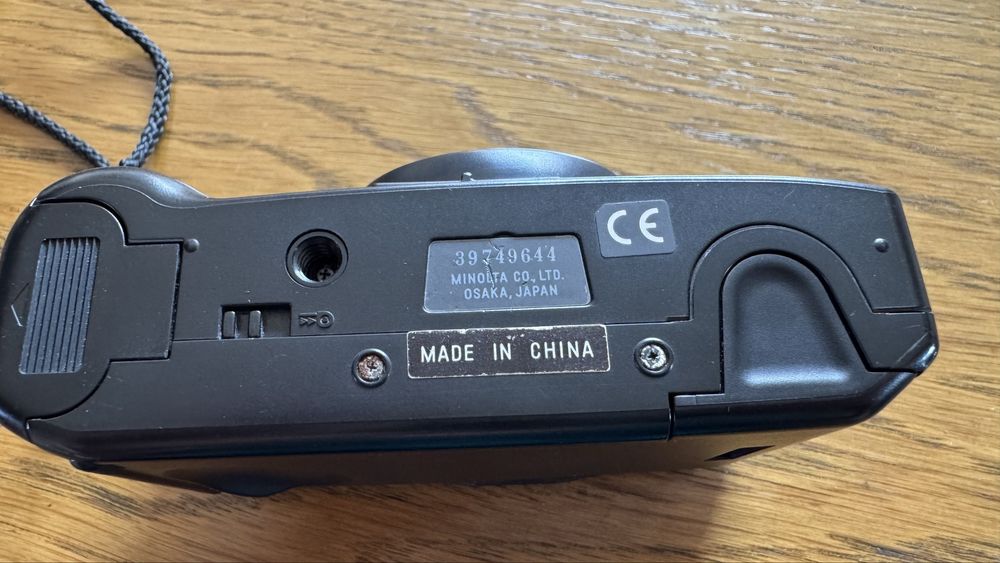 CE
39749644
MINOLTA CO., LTD.
OSAKA, JAPAN
MADE IN CHINA